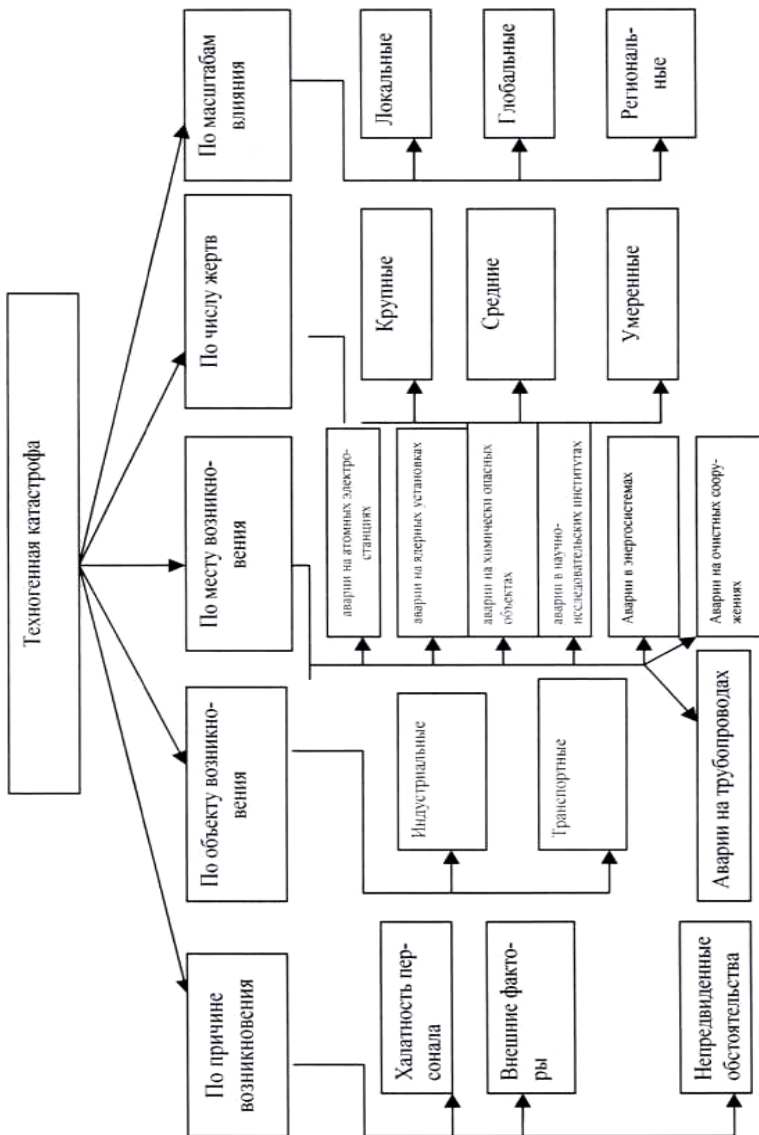 Техногенная катастрофа
По причине
возникновения
Халатность пер-
сонала
Внешние факто-
ры
Непредвиденные
обстоятельства
По объекту возникно-
вения
Индустриальные
Транспортные
По месту возникно-
вения
аварии на атомных электро-
станциях
аварии на ядерных установках
аварии на химически опасных
объектах
аварии в научно-
исследовательских институтах
Аварии в энергосистемах
Аварии на очистных соору-
жениях
Аварии на трубопроводах
По числу жертв
Крупные
Средние
Умеренные
По масштабам
влияния
Локальные
Глобальные
Региональ-
ные